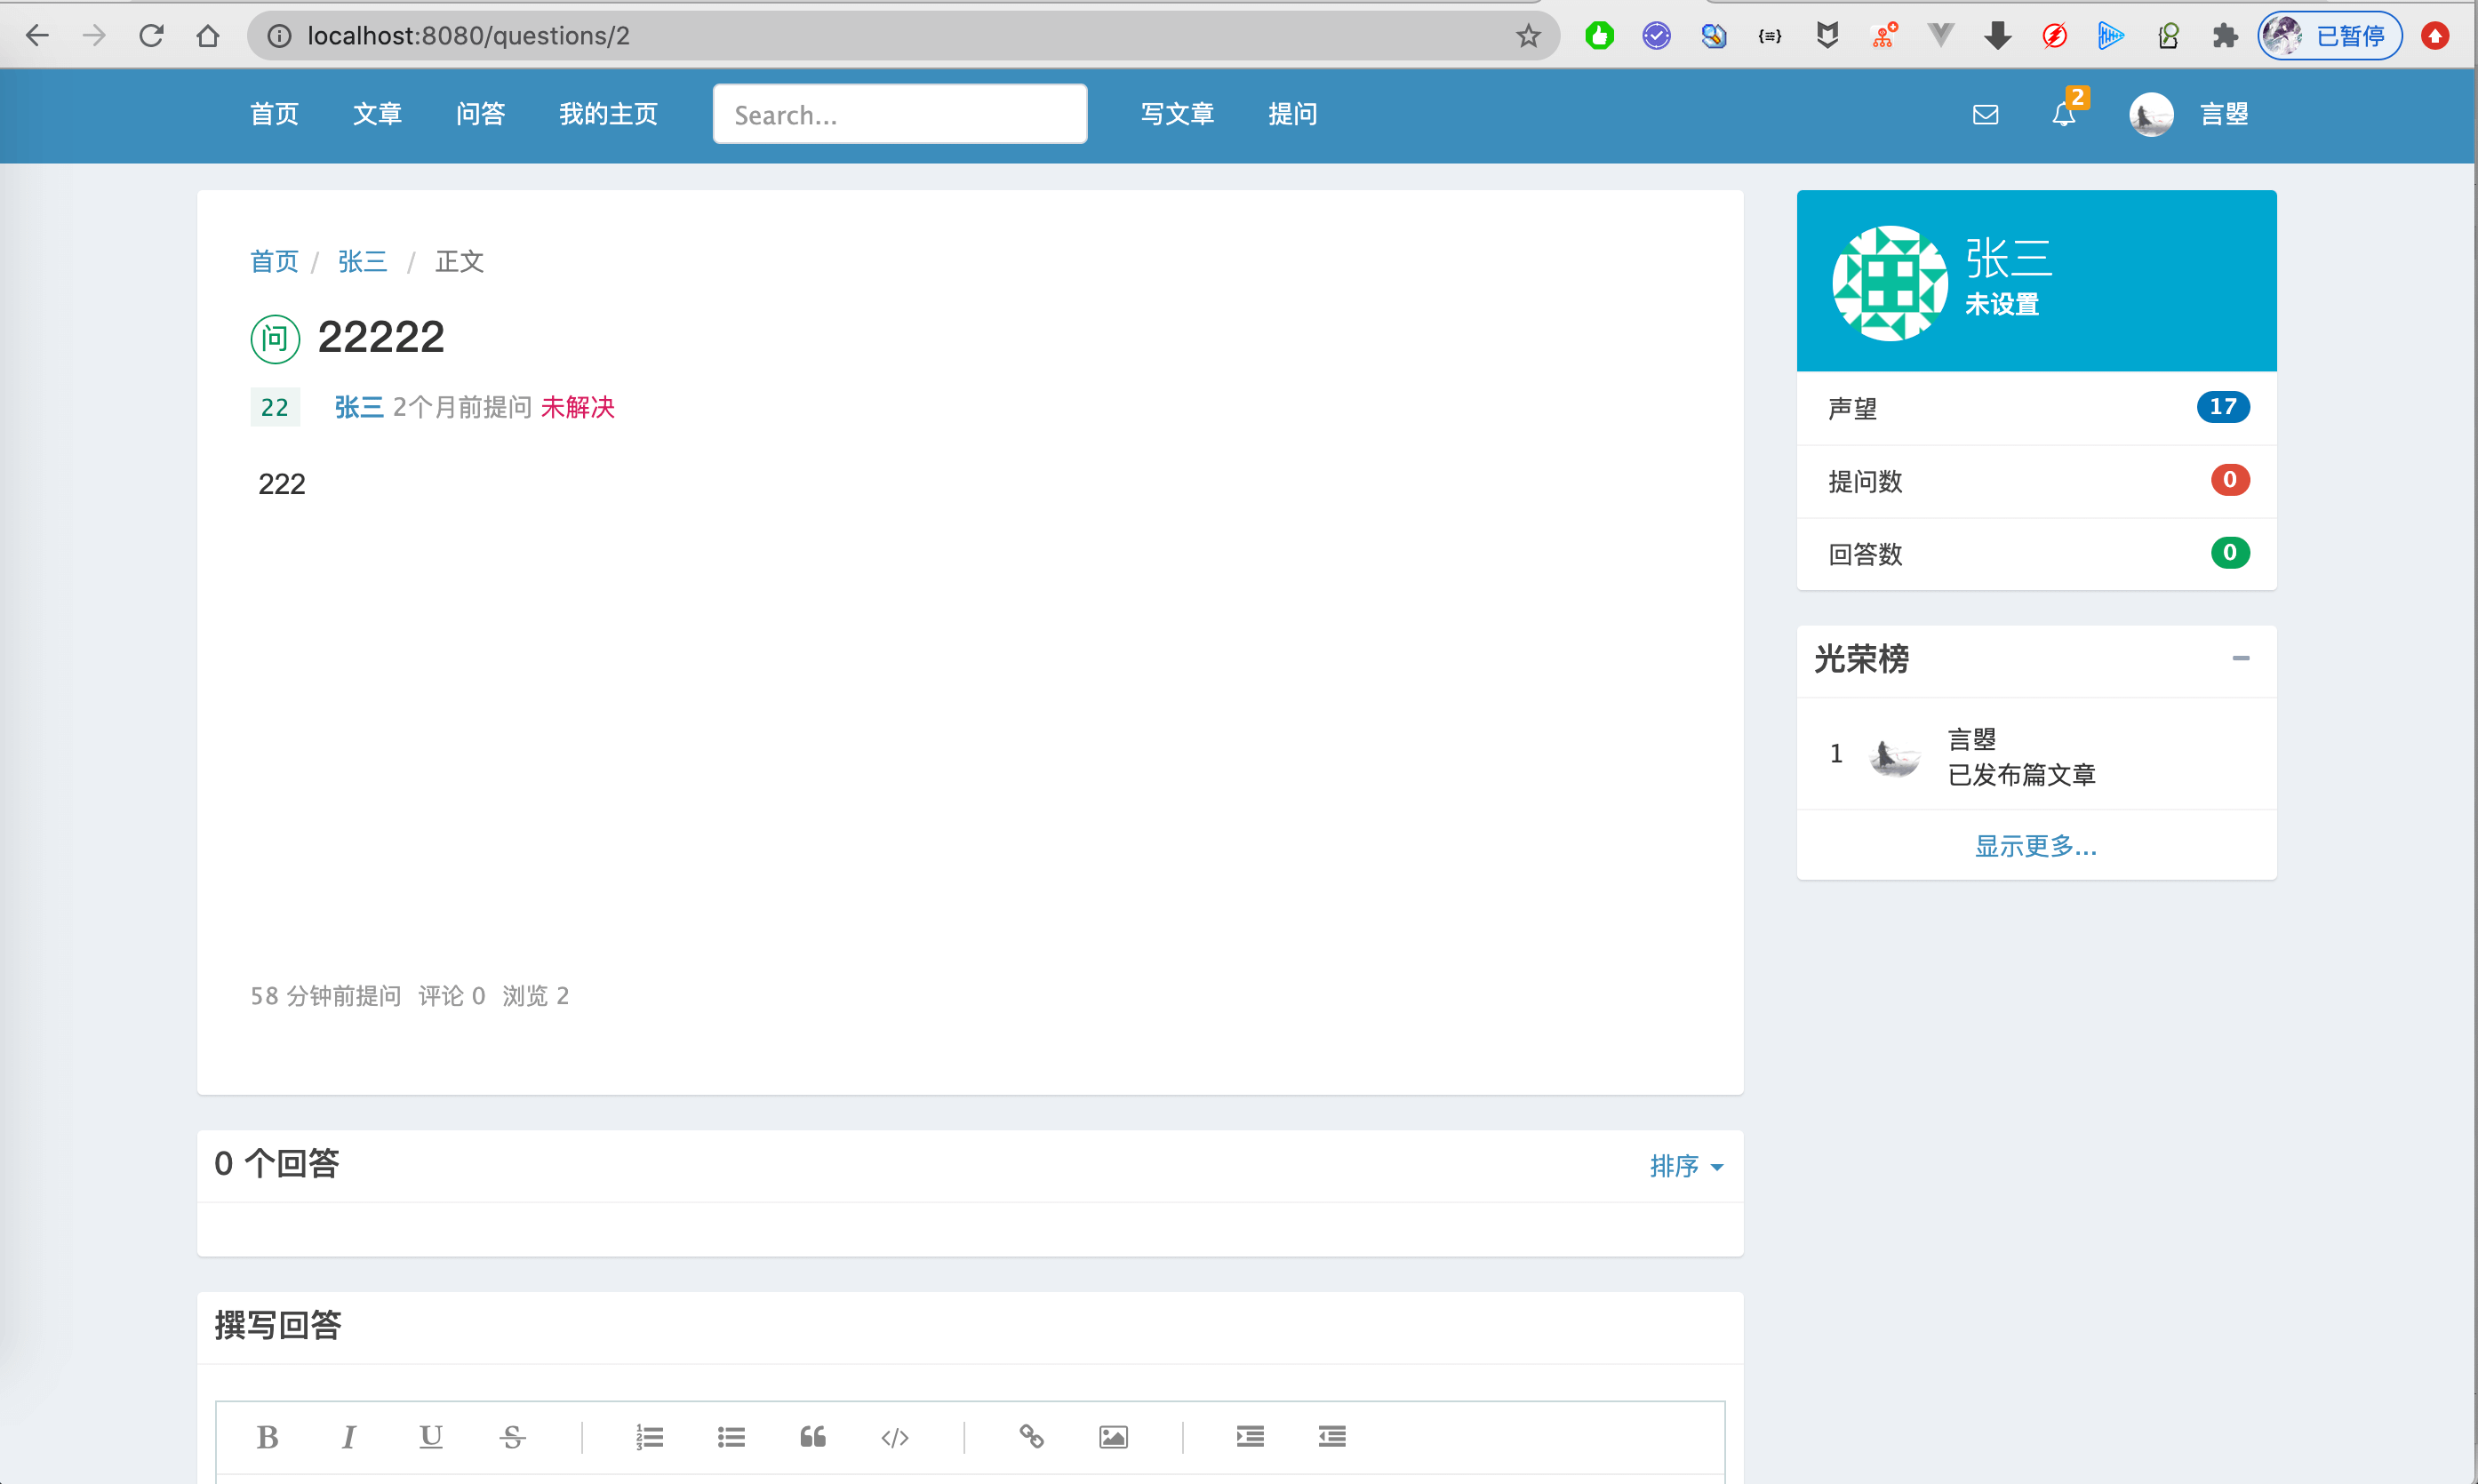 localhost:8080/questions/2
已暂停
首页 文章 问答 我的主页 Search... 写文章 提问 2 言曌
首页 / 张三 / 正文
问 22222
22 张三 2个月前提问 未解决
222
58 分钟前提问 评论 0 浏览 2
0 个回答 排序
撰写回答
B I U S </>
张三
未设置
声望 17
提问数 0
回答数 0
光荣榜
1 言曌
已发布篇文章
显示更多...